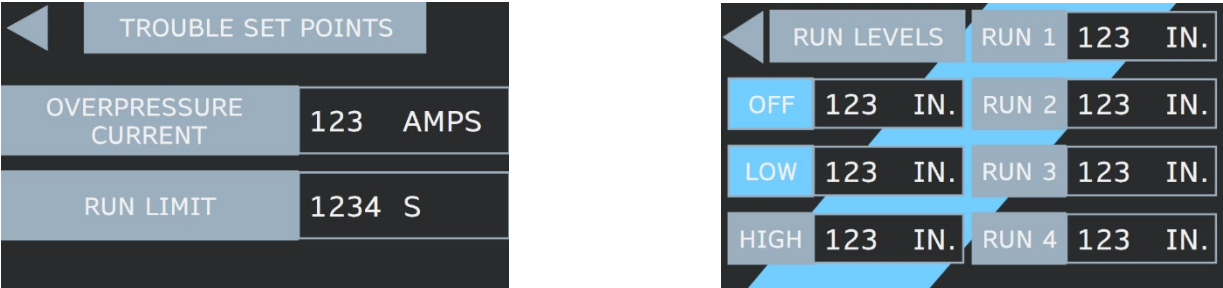 TROUBLE SET POINTS
OVERPRESSURE
CURRENT
123 AMPS
RUN LIMIT
1234 S
RUN LEVELS
RUN 1 123 IN.
OFF 123 IN.
RUN 2 123 IN.
LOW 123 IN.
RUN 3 123 IN.
HIGH 123 IN.
RUN 4 123 IN.